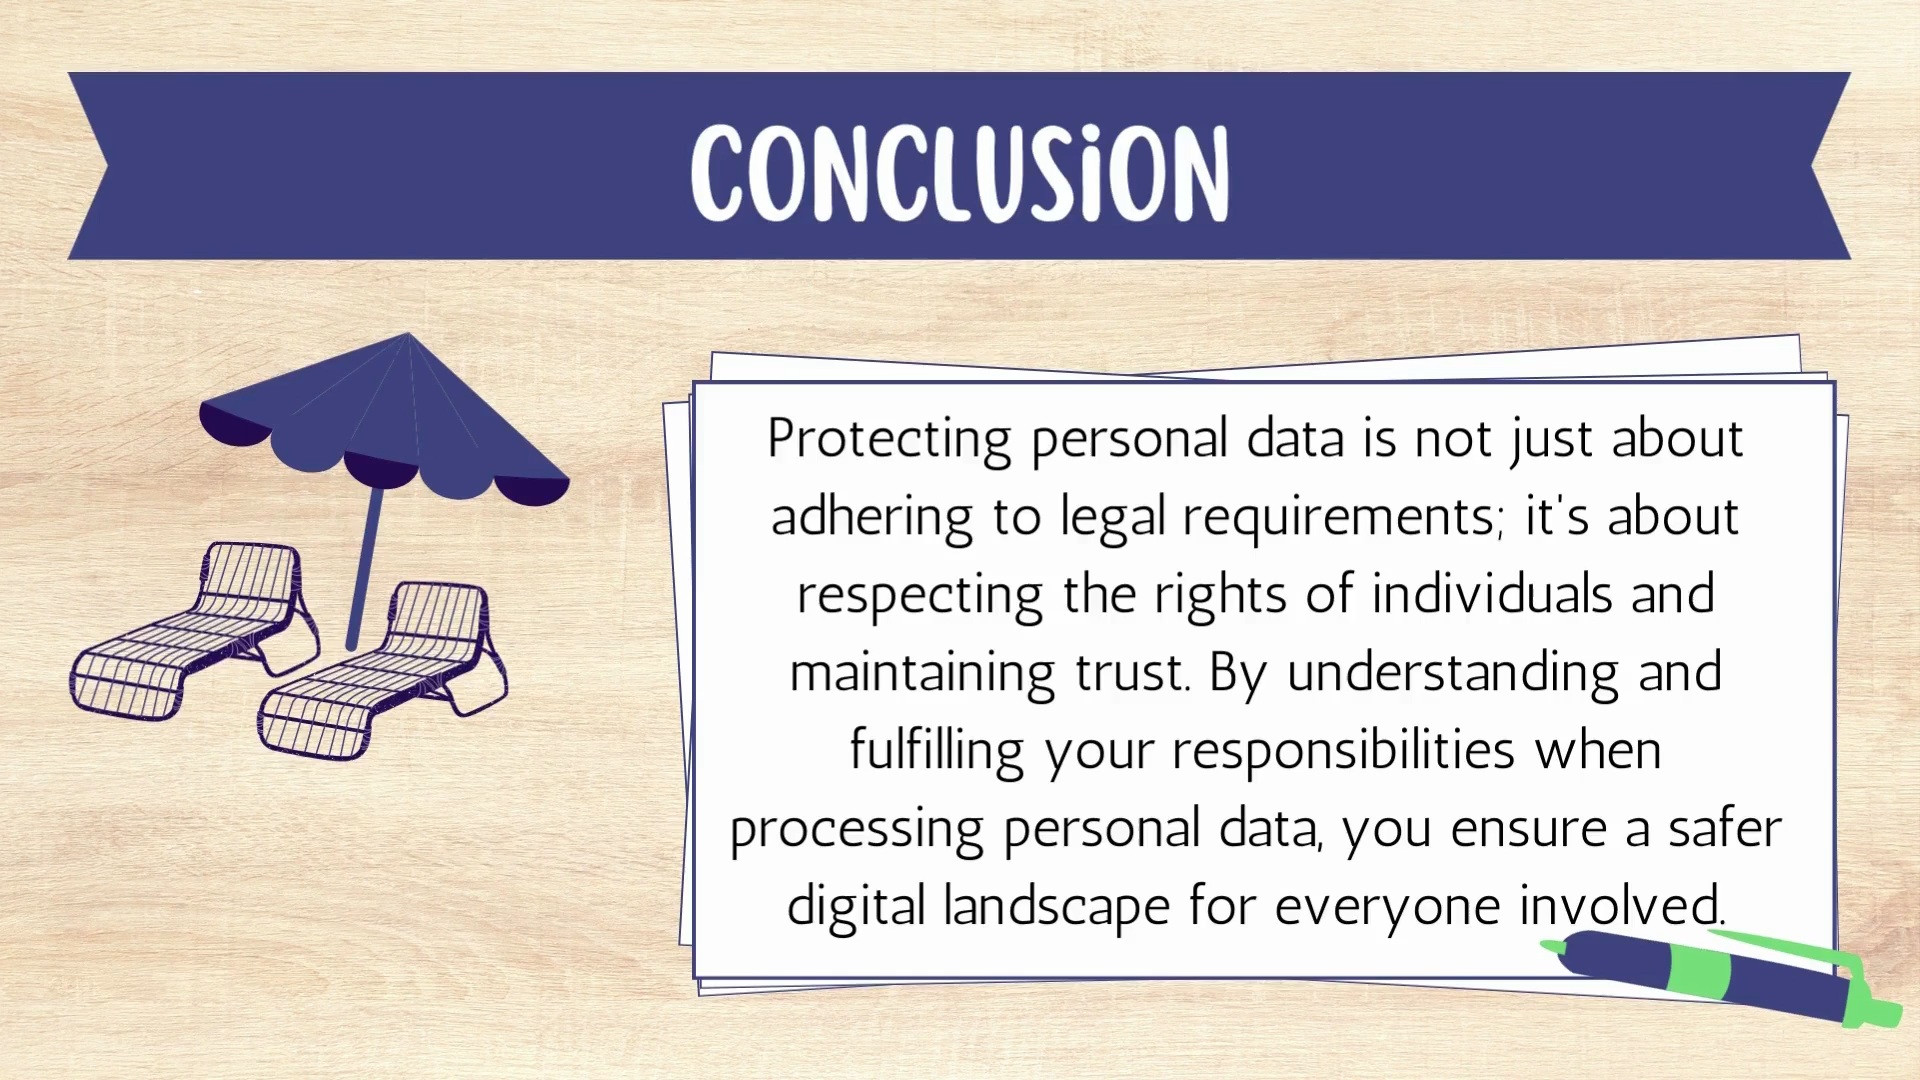 CONCLUSiON
Protecting personal data is not just about
adhering to legal requirements; it's about
respecting the rights of individuals and
maintaining trust. By understanding and
fulfilling your responsibilities when
processing personal data, you ensure a safer
digital landscape for everyone involved.